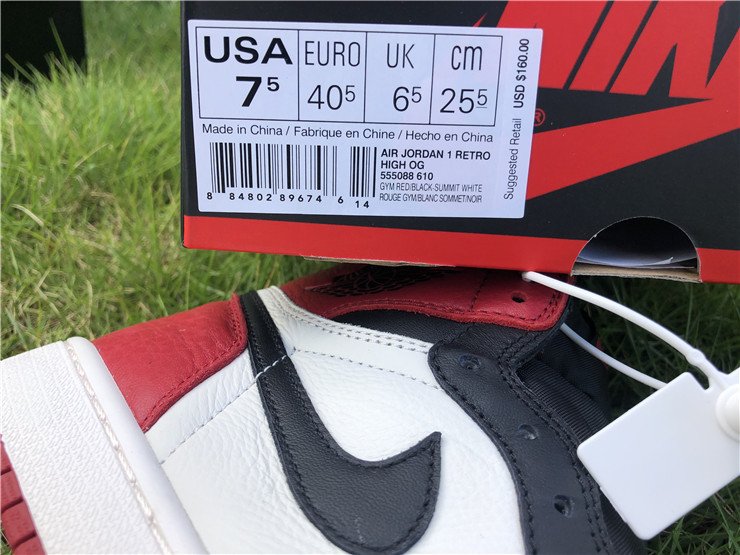 USA EURO UK cm
7⁵ 40⁵ 6⁵ 25⁵
Made in China / Fabrique en Chine / Hecho en China
AIR JORDAN 1 RETRO
HIGH OG
555088 610
GYM RED/BLACK-SUMMIT WHITE
ROUGE GYM/BLANC SOMMET/NOIR
8 84802 89674 6 14
Suggested Retail USD $160.00
NIKE
®